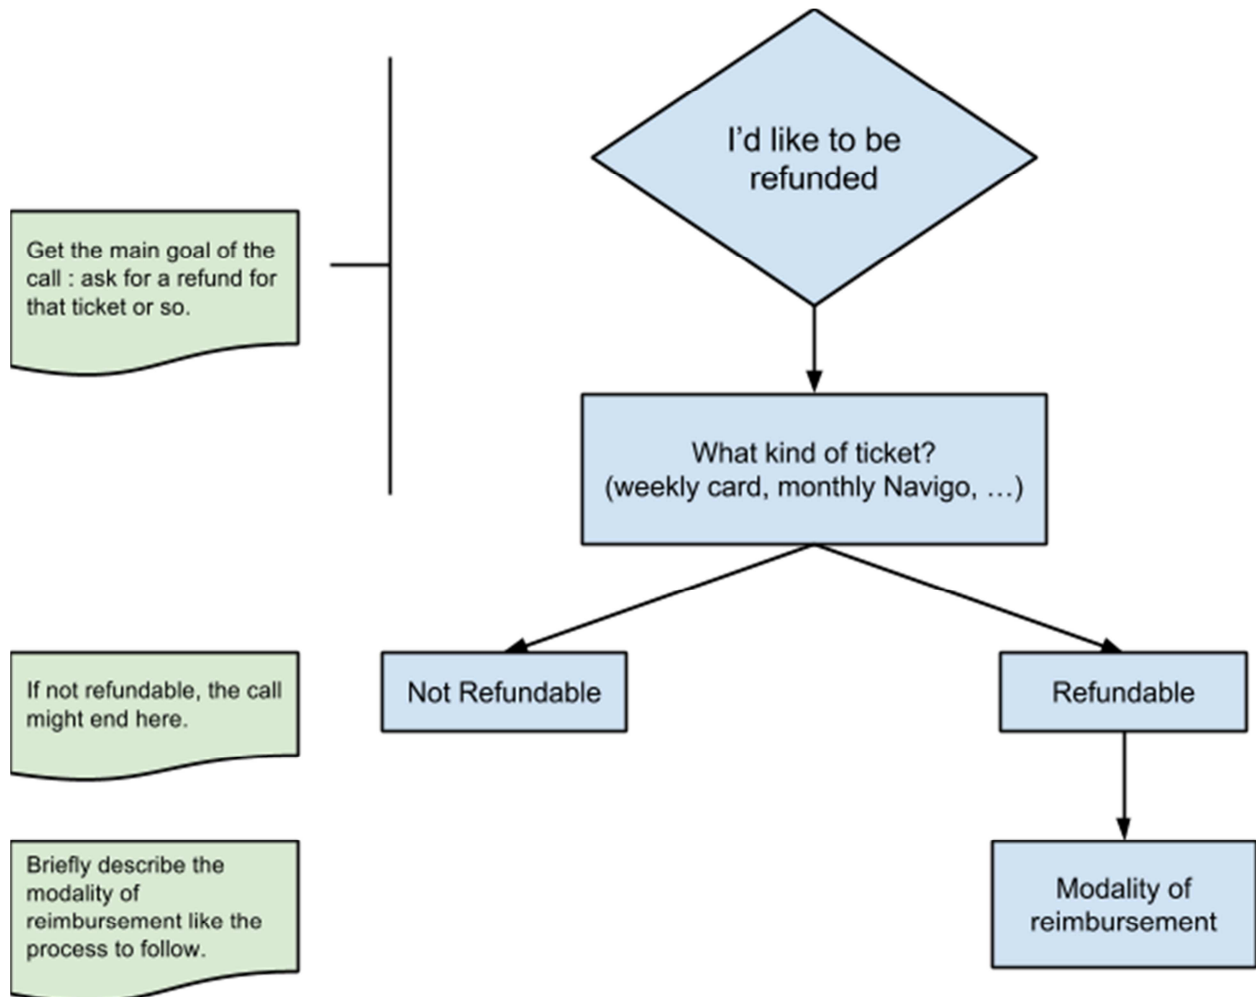 I’d like to be
refunded
Get the main goal of the
call : ask for a refund for
that ticket or so.
What kind of ticket?
(weekly card, monthly Navigo, …)
If not refundable, the call
might end here.
Not Refundable
Refundable
Briefly describe the
modality of
reimbursement like the
process to follow.
Modality of
reimbursement